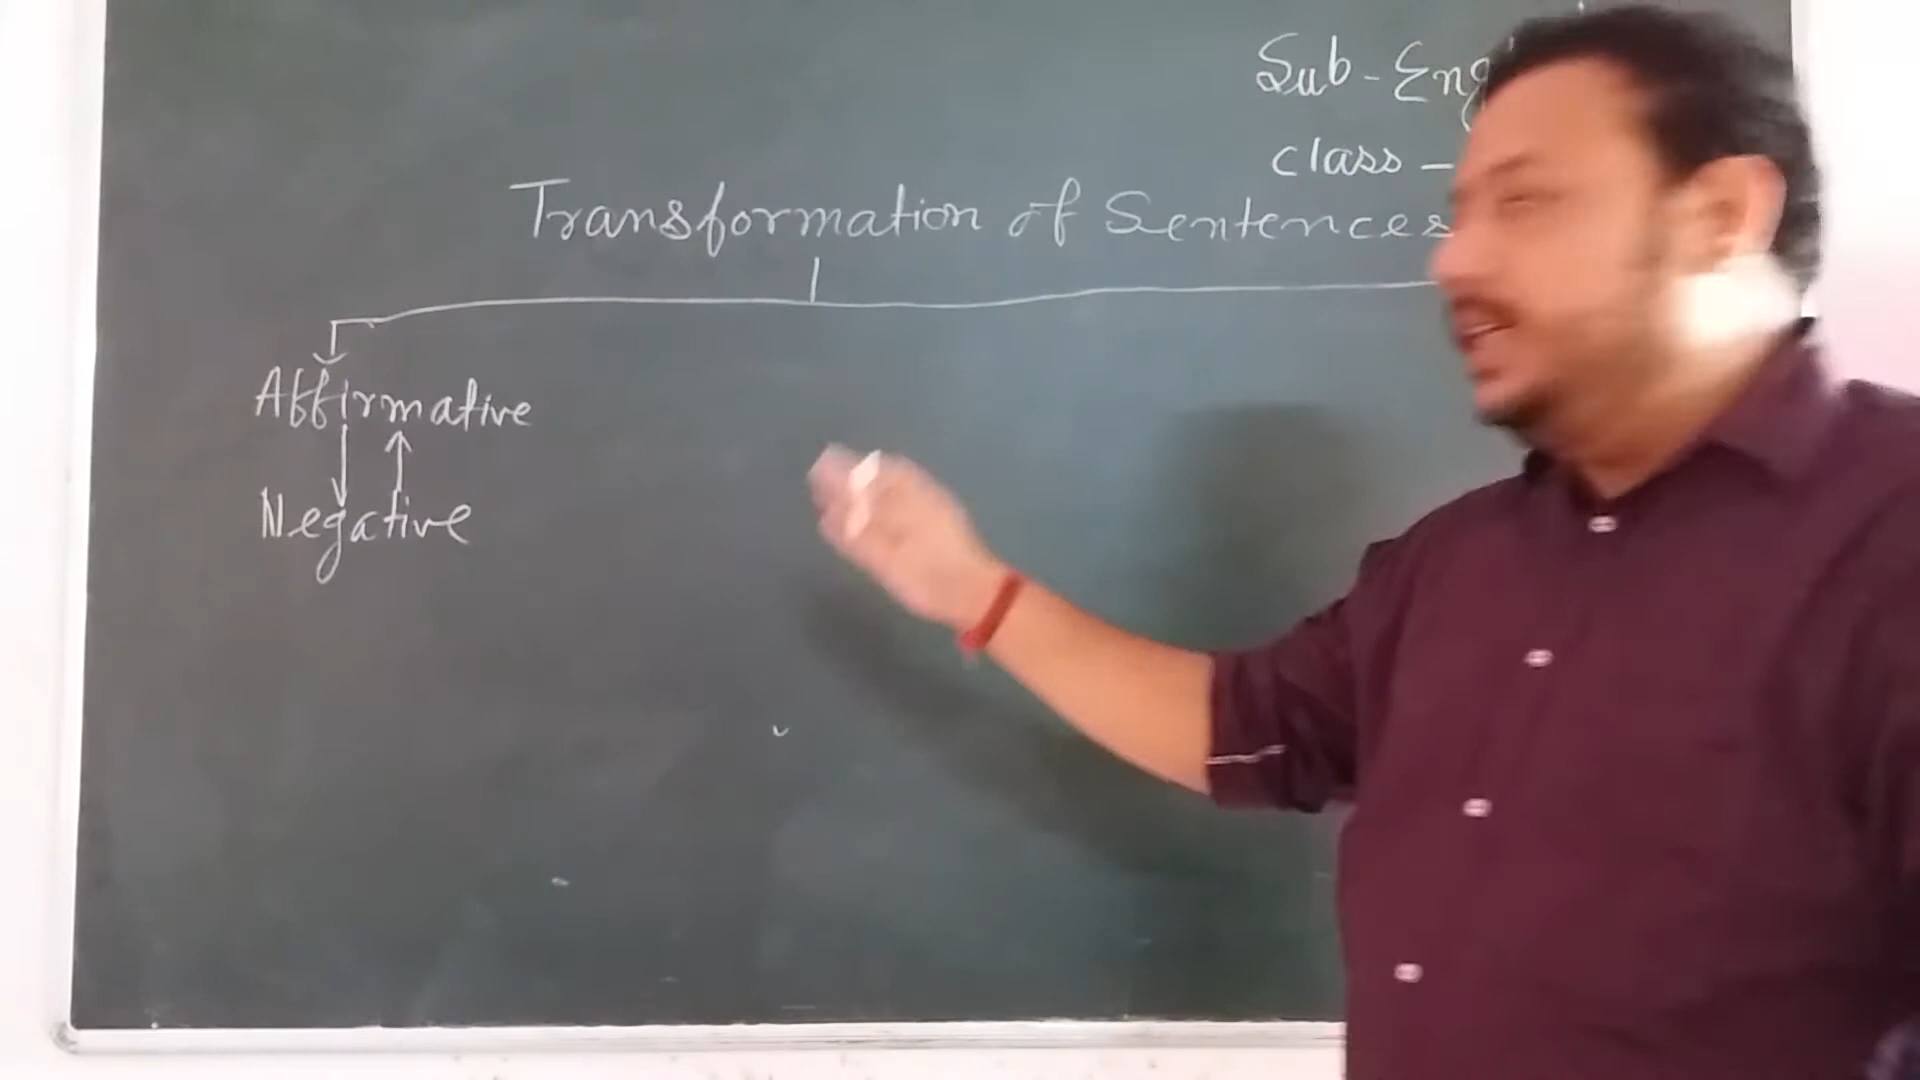 Sub - Eng
class -
Transformation of Sentences
Affirmative
Negative